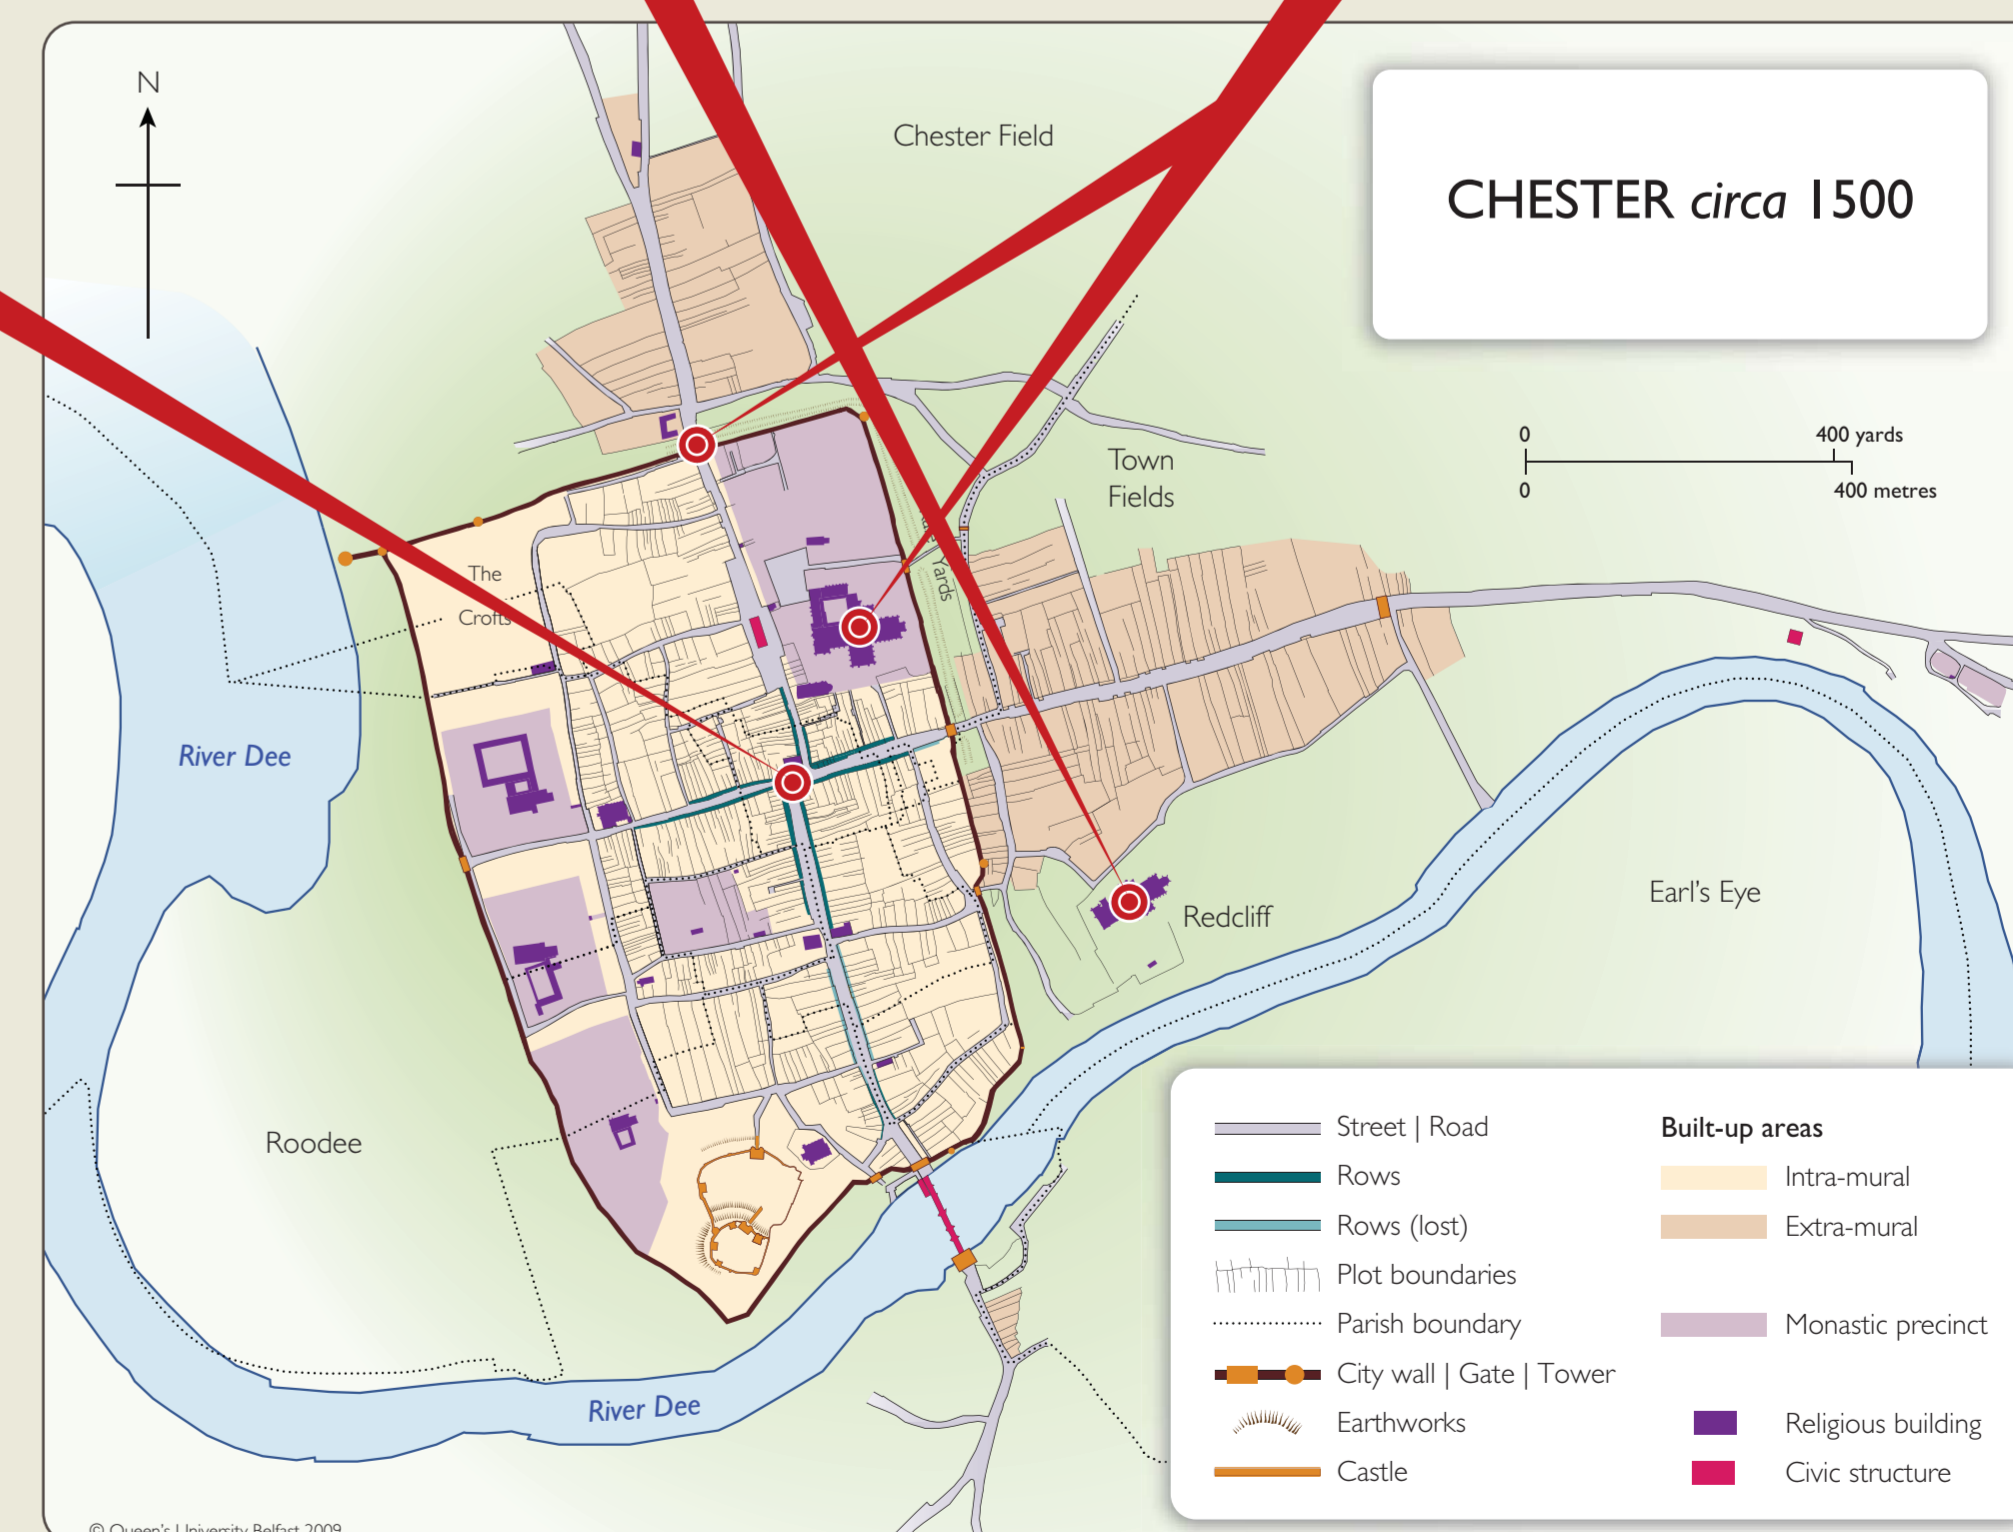 N
Chester Field
CHESTER circa 1500
Town
Fields
0
400 yards
0
400 metres
The
Crofts
Yards
River Dee
Redcliff
Earl's Eye
Roodee
River Dee
Street | Road
Rows
Rows (lost)
Plot boundaries
Parish boundary
City wall | Gate | Tower
Earthworks
Castle
Built-up areas
Intra-mural
Extra-mural
Monastic precinct
Religious building
Civic structure
© Queen's University Belfast 2009